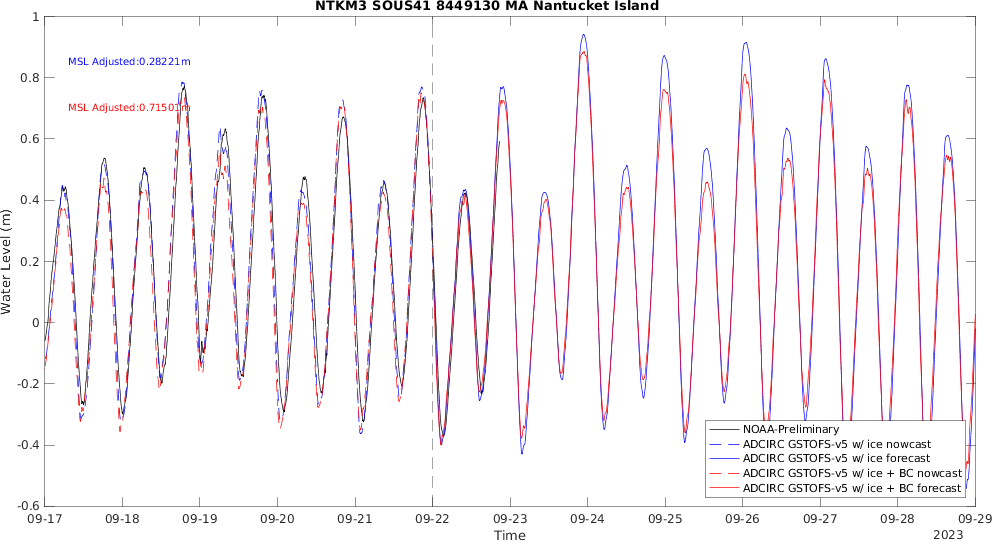 NTKM3 SOUS41 8449130 MA Nantucket Island
MSL Adjusted:0.28221m
MSL Adjusted:0.71501m
Water Level (m)
1
0.8
0.6
0.4
0.2
0
-0.2
-0.4
-0.6
NOAA-Preliminary
ADCIRC GSTOFS-v5 w/ ice nowcast
ADCIRC GSTOFS-v5 w/ ice forecast
ADCIRC GSTOFS-v5 w/ ice + BC nowcast
ADCIRC GSTOFS-v5 w/ ice + BC forecast
09-17 09-18 09-19 09-20 09-21 09-22 09-23 09-24 09-25 09-26 09-27 09-28 09-29
Time
2023